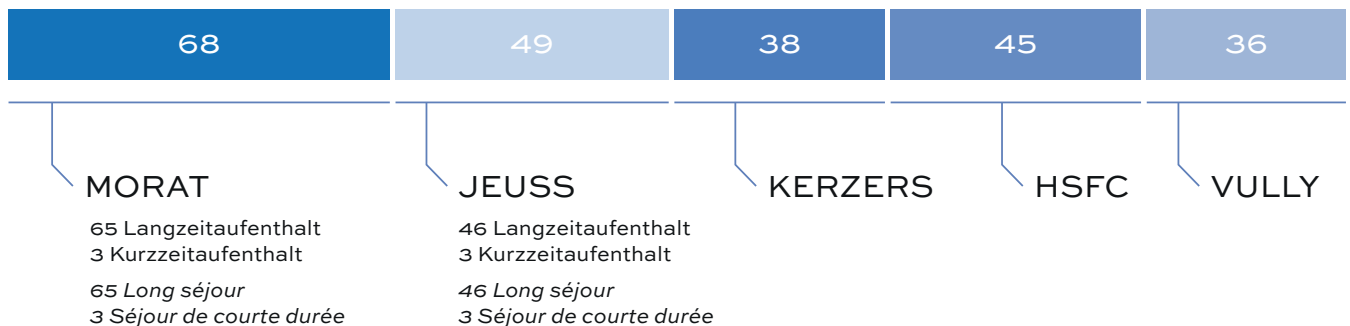 68 49 38 45 36
MORAT
65 Langzeitaufenthalt
3 Kurzzeitaufenthalt
65 Long séjour
3 Séjour de courte durée
JEUSS
46 Langzeitaufenthalt
3 Kurzzeitaufenthalt
46 Long séjour
3 Séjour de courte durée
KERZERS
HSFC
VULLY